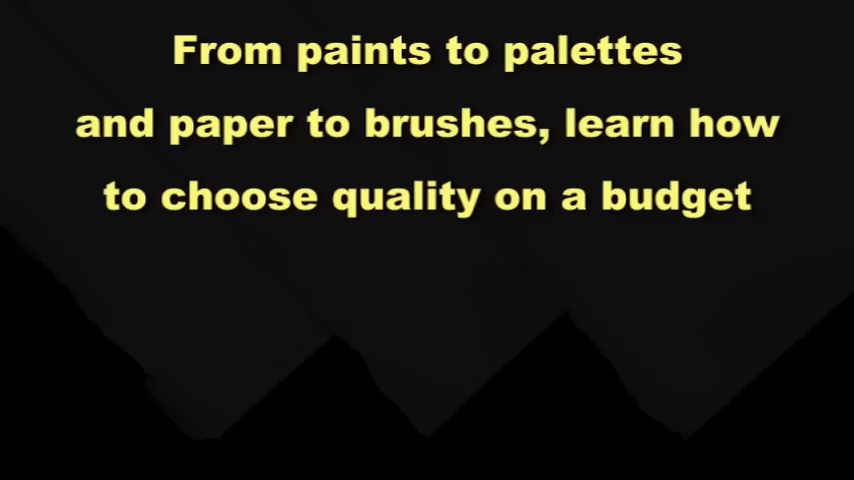 From paints to palettes
and paper to brushes, learn how
to choose quality on a budget